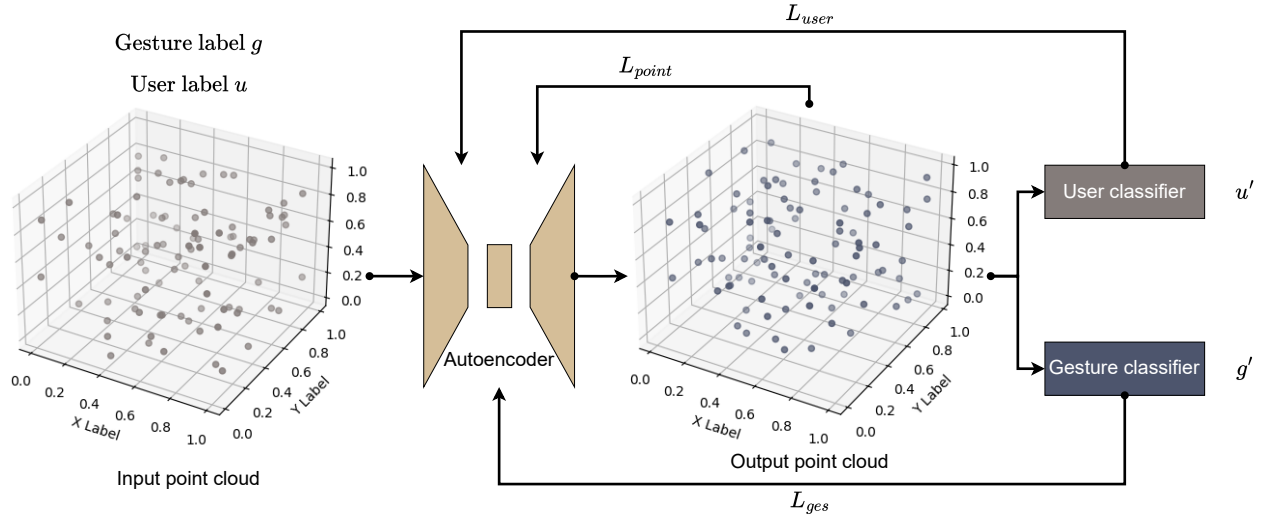 L_user
Gesture label g
User label u
L_point
1.0
0.8
0.6
0.4
0.2
0.0
1.0
0.8
0.6
0.4
0.2
0.0
Y Label
0.0
0.2
0.4
0.6
0.8
1.0
X Label
Input point cloud
Autoencoder
1.0
0.8
0.6
0.4
0.2
0.0
1.0
0.8
0.6
0.4
0.2
0.0
Y Label
0.0
0.2
0.4
0.6
0.8
1.0
X Label
Output point cloud
User classifier
u′
Gesture classifier
g′
L_ges